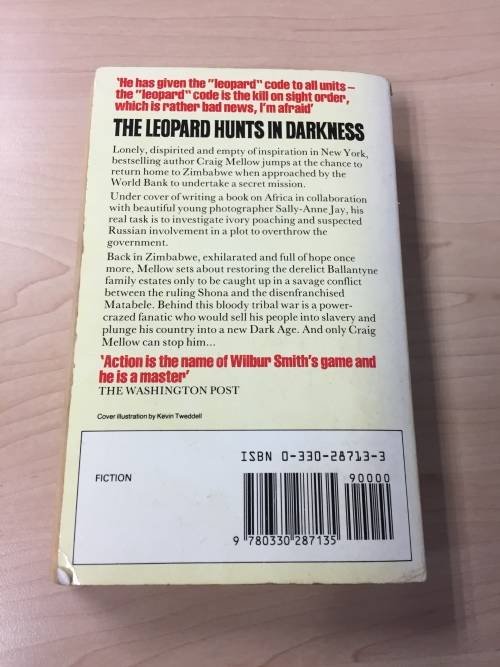 'He has given the "leopard" code to all units –
the "leopard" code is the kill on sight order,
which is rather bad news, I'm afraid'
THE LEOPARD HUNTS IN DARKNESS
Lonely, dispirited and empty of inspiration in New York,
bestselling author Craig Mellow jumps at the chance to
return home to Zimbabwe when approached by the
World Bank to undertake a secret mission.
Under cover of writing a book on Africa in collaboration
with beautiful young photographer Sally-Anne Jay, his
real task is to investigate ivory poaching and suspected
Russian involvement in a plot to overthrow the
government.
Back in Zimbabwe, exhilarated and full of hope once
more, Mellow sets about restoring the derelict Ballantyne
family estates only to be caught up in a savage conflict
between the ruling Shona and the disenfranchised
Matabele. Behind this bloody tribal war is a power-
crazed fanatic who would sell his people into slavery and
plunge his country into a new Dark Age. And only Craig
Mellow can stop him...
'Action is the name of Wilbur Smith's game and
he is a master'
THE WASHINGTON POST
Cover illustration by Kevin Tweddell
ISBN 0-330-28713-3
FICTION
90000
9 780330 287135